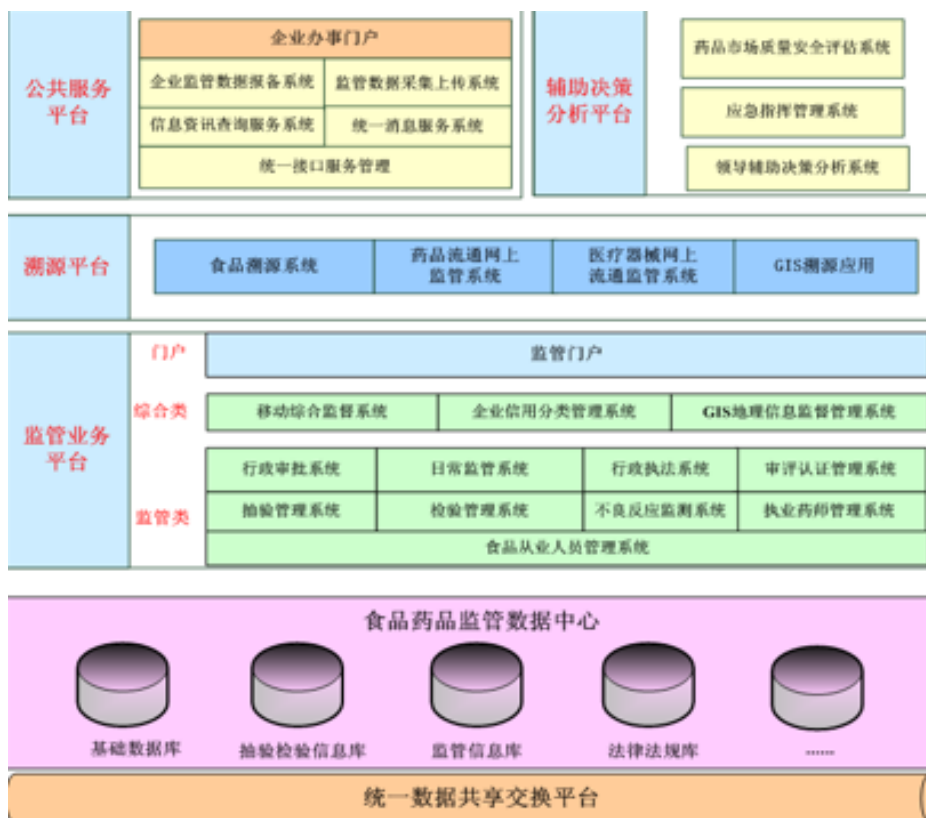 公共服务
平台
企业办事门户
企业监管数据报备系统
监管数据采集上传系统
信息资讯查询服务系统
统一消息服务系统
统一接口服务管理
辅助决策
分析平台
药品市场质量安全评估系统
应急指挥管理系统
领导辅助决策分析系统
溯源平台
食品溯源系统
药品流通网上
监管系统
医疗器械网上
流通监管系统
GIS溯源应用
监管业务
平台
门户
监管门户
综合类
移动综合监督系统
企业信用分类管理系统
GIS地理信息监督管理系统
监管类
行政审批系统
日常监管系统
行政执法系统
审评认证管理系统
抽验管理系统
检验管理系统
不良反应监测系统
执业药师管理系统
食品从业人员管理系统
食品药品监管数据中心
基础数据库
抽验检验信息库
监管信息库
法律法规库
......
统一数据共享交换平台